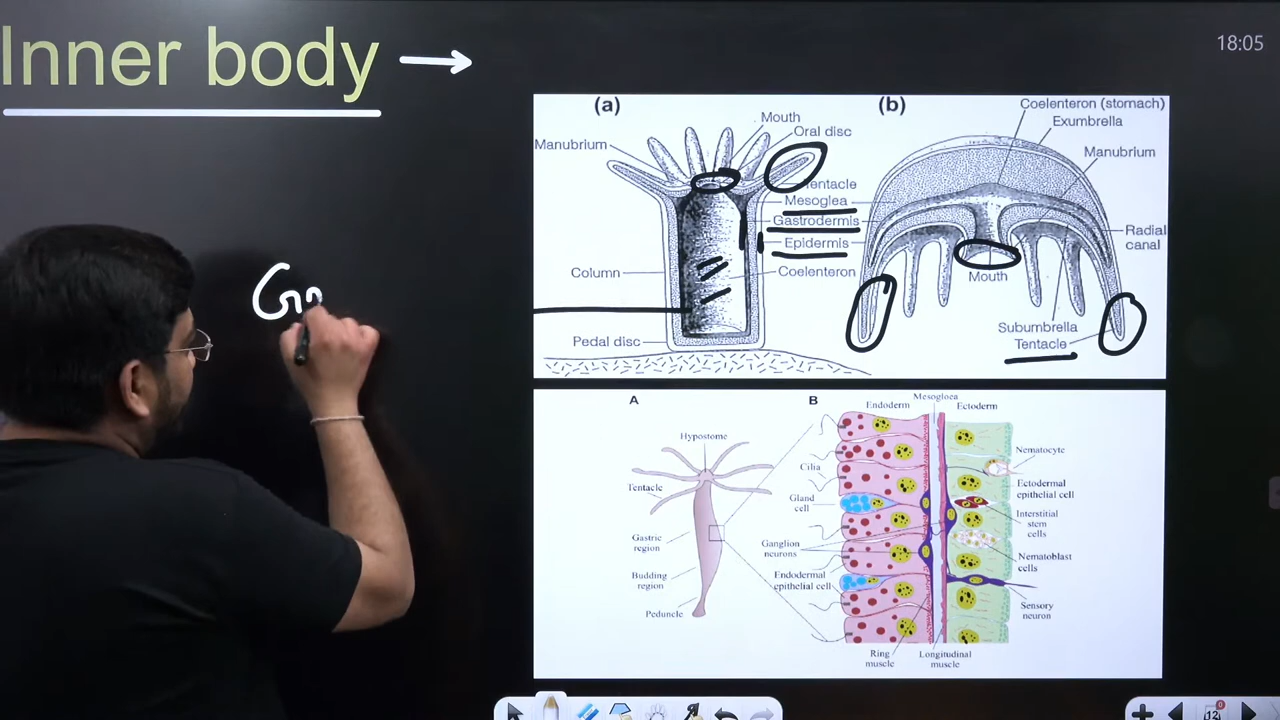 Inner body →
18:05
Ga
(a)
Mouth
Oral disc
Manubrium
Tentacle
Mesoglea
Gastrodermis
Epidermis
Column
Coelenteron
Pedal disc
(b)
Coelenteron (stomach)
Exumbrella
Manubrium
Radial
canal
Mouth
Subumbrella
Tentacle
A
Hypostome
Tentacle
Gastric
region
Budding
region
Peduncle
B
Endoderm
Mesogloea
Ectoderm
Cilia
Gland
cell
Ganglion
neurons
Endodermal
epithelial cell
Ring
muscle
Longitudinal
muscle
Nematocyte
Ectodermal
epithelial cell
Interstitial
stem
cells
Nematoblast
cells
Sensory
neuron
12